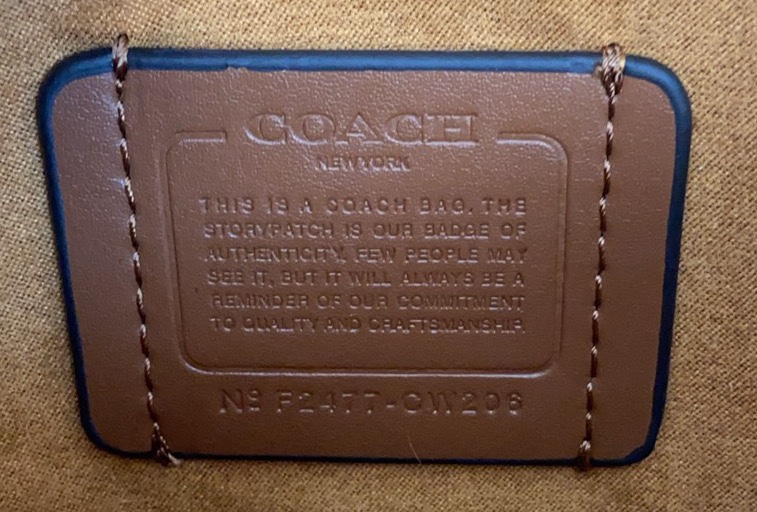 COACH
NEW YORK
THIS IS A COACH BAG. THE
STORYPATCH IS OUR BADGE OF
AUTHENTICITY. FEW PEOPLE MAY
SEE IT, BUT IT WILL ALWAYS BE A
REMINDER OF OUR COMMITMENT
TO QUALITY AND CRAFTSMANSHIP.
Nº F2477-CW206